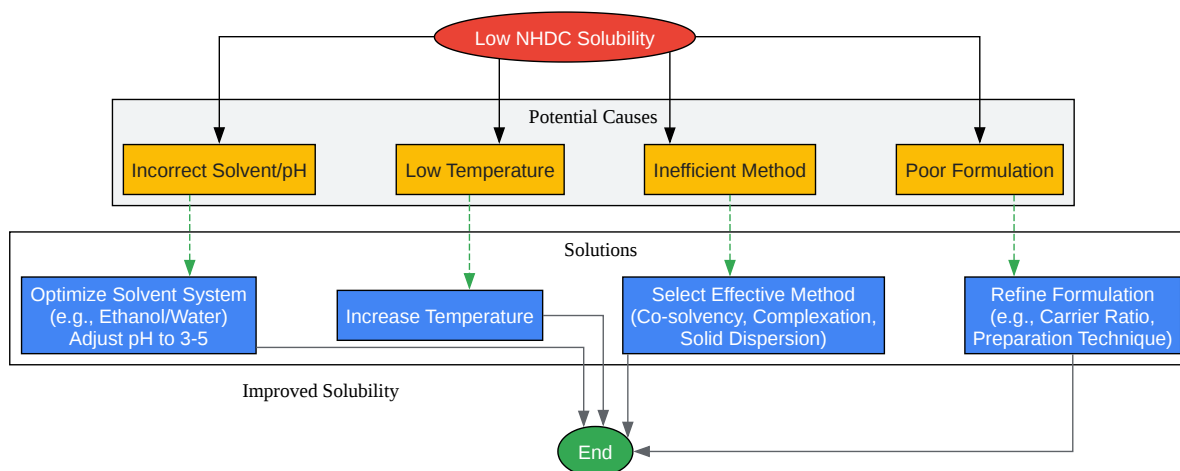 Low NHDC Solubility
Potential Causes
Incorrect Solvent/pH
Low Temperature
Inefficient Method
Poor Formulation
Solutions
Optimize Solvent System
(e.g., Ethanol/Water)
Adjust pH to 3-5
Increase Temperature
Select Effective Method
(Co-solvency, Complexation,
Solid Dispersion)
Refine Formulation
(e.g., Carrier Ratio,
Preparation Technique)
Improved Solubility
End